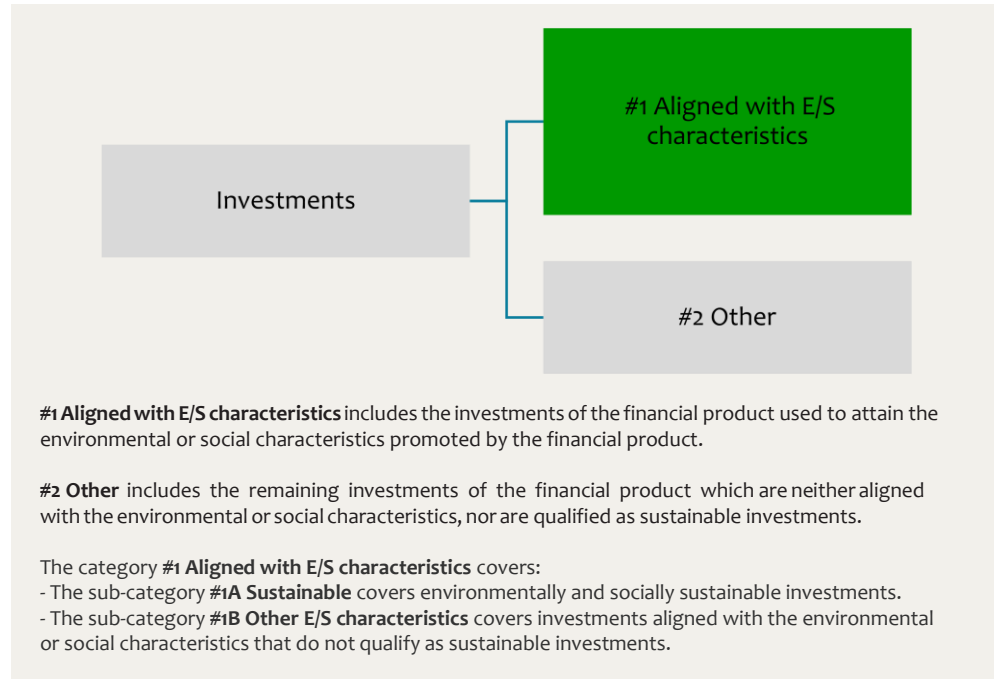 #1 Aligned with E/S
characteristics
Investments
#2 Other
#1 Aligned with E/S characteristics includes the investments of the financial product used to attain the
environmental or social characteristics promoted by the financial product.
#2 Other includes the remaining investments of the financial product which are neither aligned
with the environmental or social characteristics, nor are qualified as sustainable investments.
The category #1 Aligned with E/S characteristics covers:
- The sub-category #1A Sustainable covers environmentally and socially sustainable investments.
- The sub-category #1B Other E/S characteristics covers investments aligned with the environmental
or social characteristics that do not qualify as sustainable investments.